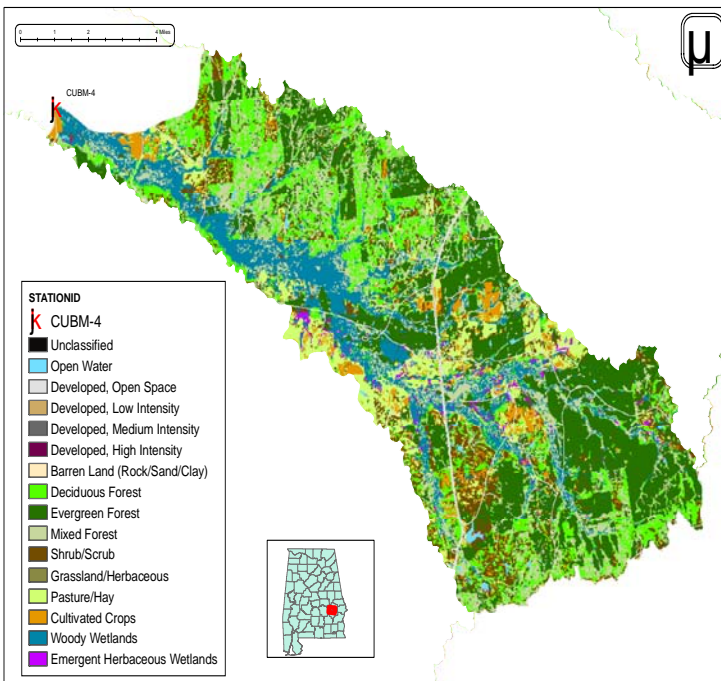 0 1 2 4 Miles
µ
CUBM-4
STATIONID
CUBM-4
Unclassified
Open Water
Developed, Open Space
Developed, Low Intensity
Developed, Medium Intensity
Developed, High Intensity
Barren Land (Rock/Sand/Clay)
Deciduous Forest
Evergreen Forest
Mixed Forest
Shrub/Scrub
Grassland/Herbaceous
Pasture/Hay
Cultivated Crops
Woody Wetlands
Emergent Herbaceous Wetlands